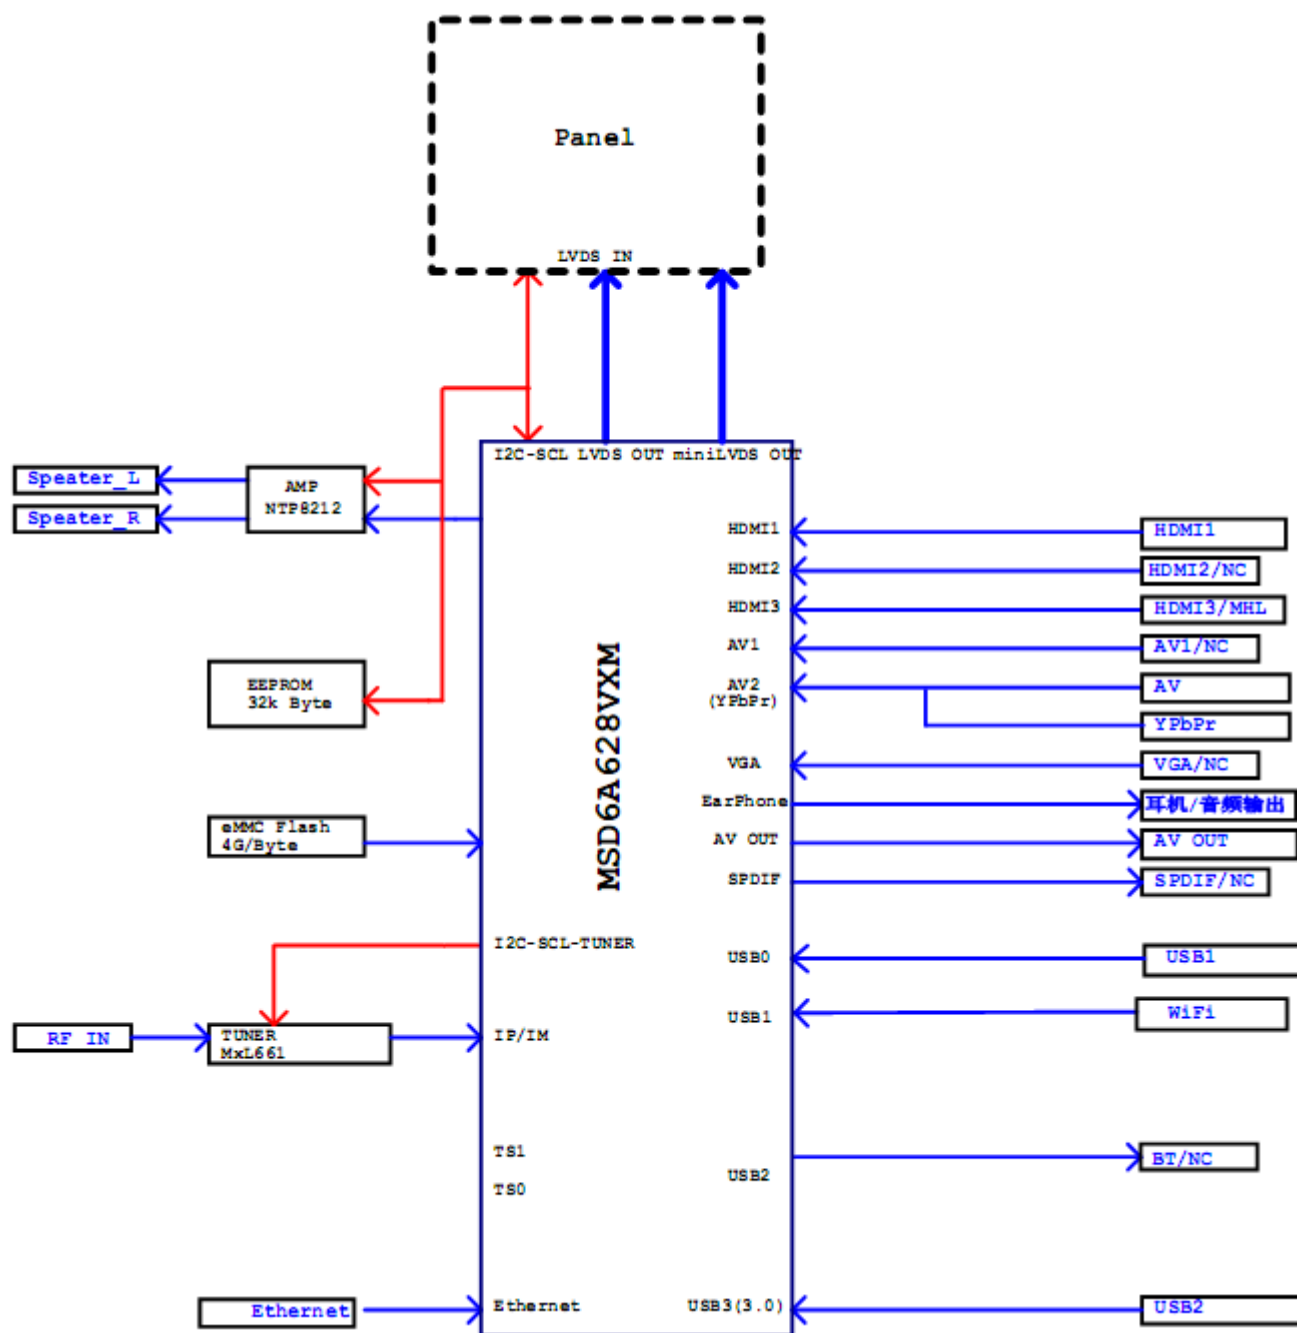 Panel
LVDS IN
I2C-SCL LVDS OUT miniLVDS OUT
Speater_L
Speater_R
AMP
NTP8212
EEPROM
32k Byte
eMMC Flash
4G/Byte
I2C-SCL-TUNER
RF IN
TUNER
MxL661
IP/IM
TS1
TS0
Ethernet
Ethernet
MSD6A628VXM
HDMI1
HDMI1
HDMI2
HDMI2/NC
HDMI3
HDMI3/MHL
AV1
AV1/NC
AV2
(YPbPr)
AV
YPbPr
VGA
VGA/NC
EarPhone
耳机/音频输出
AV OUT
AV OUT
SPDIF
SPDIF/NC
USB0
USB1
USB1
WiFi
USB2
BT/NC
USB3(3.0)
USB2